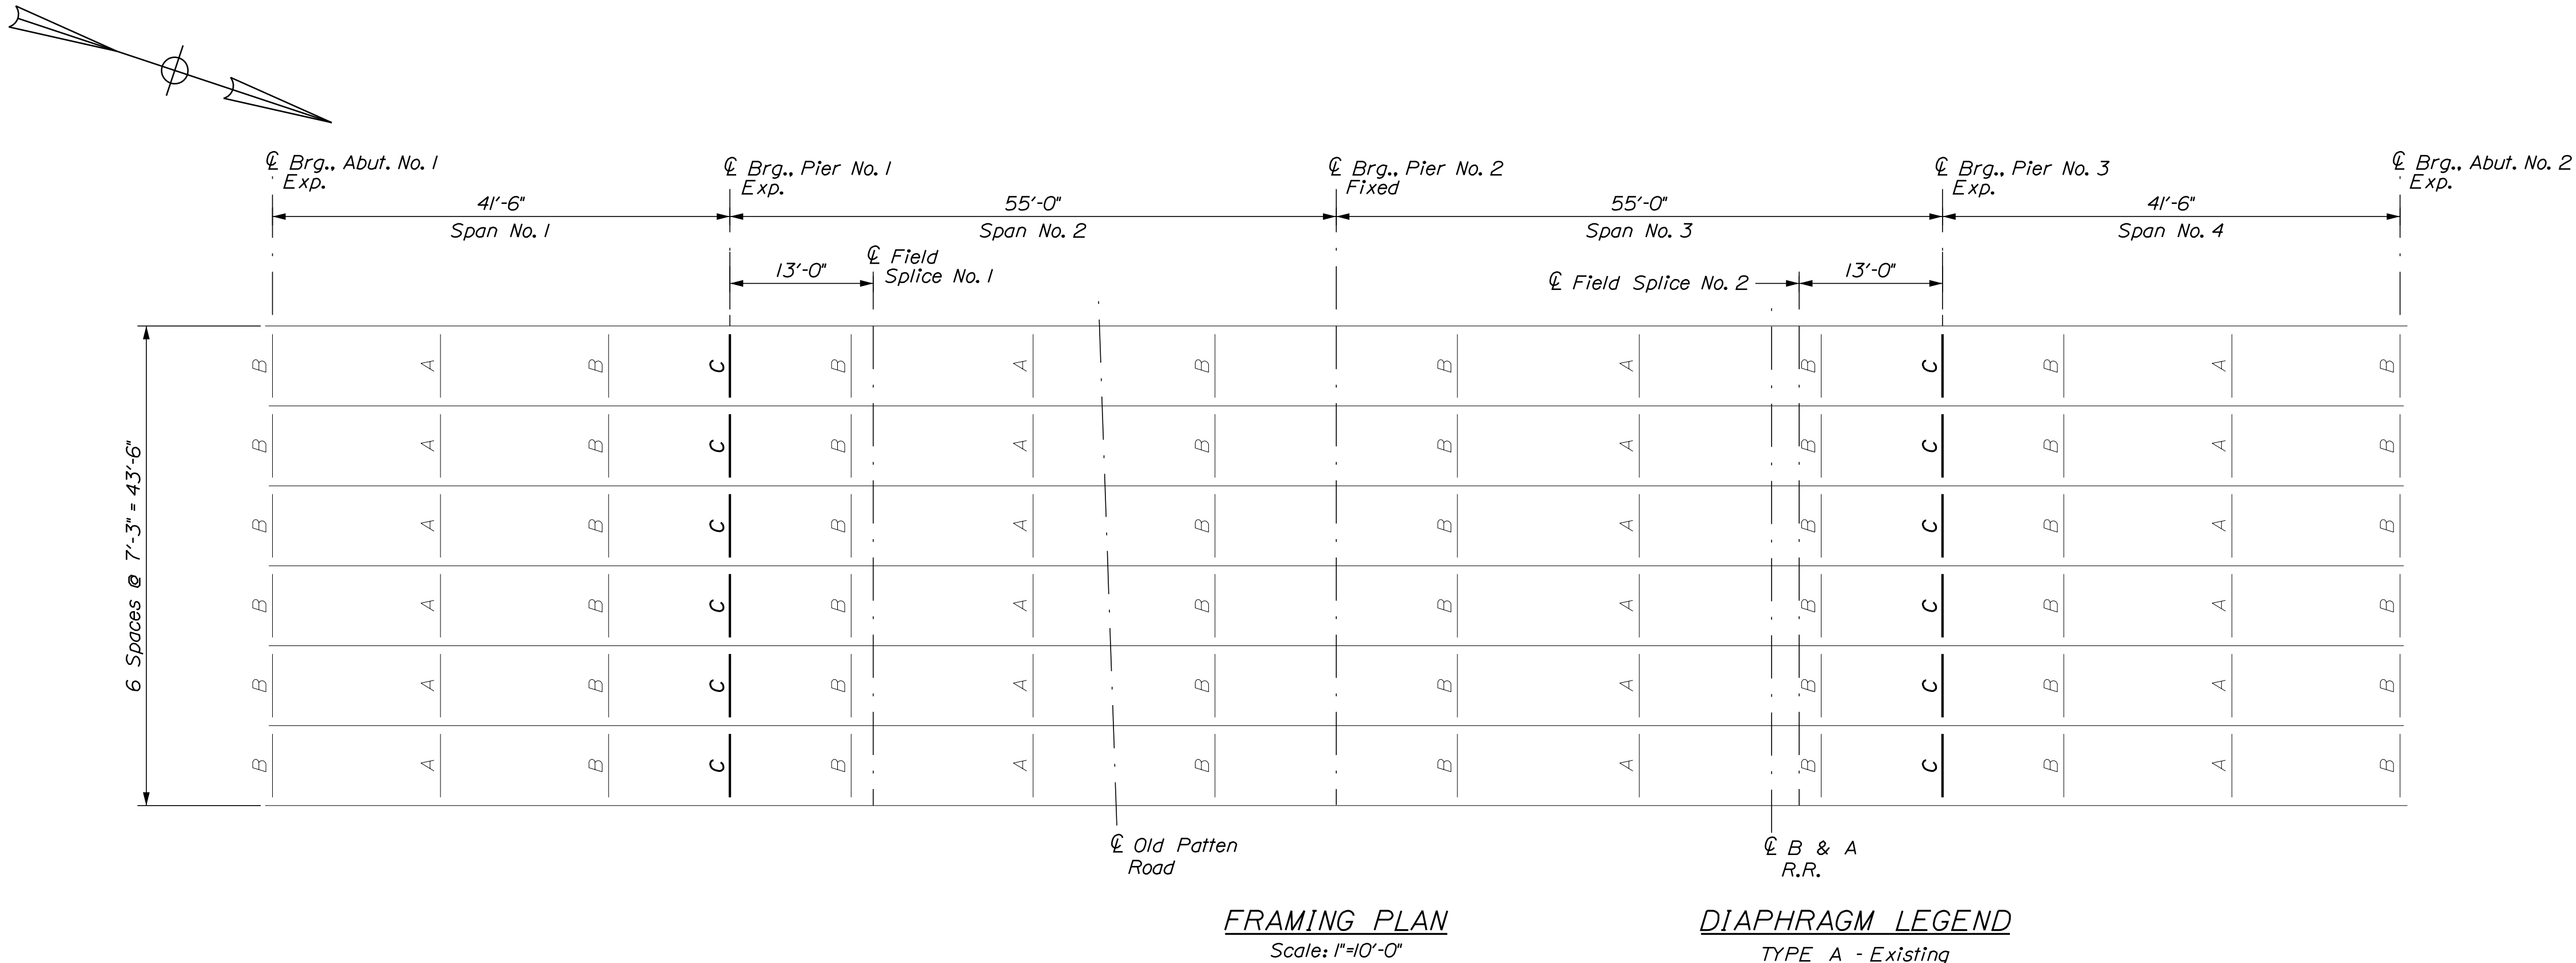 ℄ Brg., Abut. No. 1
Exp.
℄ Brg., Pier No. 1
Exp.
℄ Brg., Pier No. 2
Fixed
℄ Brg., Pier No. 3
Exp.
℄ Brg., Abut. No. 2
Exp.
41'-6"
55'-0"
55'-0"
41'-6"
Span No. 1
Span No. 2
Span No. 3
Span No. 4
13'-0"
℄ Field
Splice No. 1
℄ Field Splice No. 2
13'-0"
6 Spaces @ 7'-3" = 43'-6"
B A B C B A B B A B C B A B
B A B C B A B B A B C B A B
B A B C B A B B A B C B A B
B A B C B A B B A B C B A B
B A B C B A B B A B C B A B
B A B C B A B B A B C B A B
℄ Old Patten
Road
℄ B & A
R.R.
FRAMING PLAN
Scale: 1"=10'-0"
DIAPHRAGM LEGEND
TYPE A - Existing